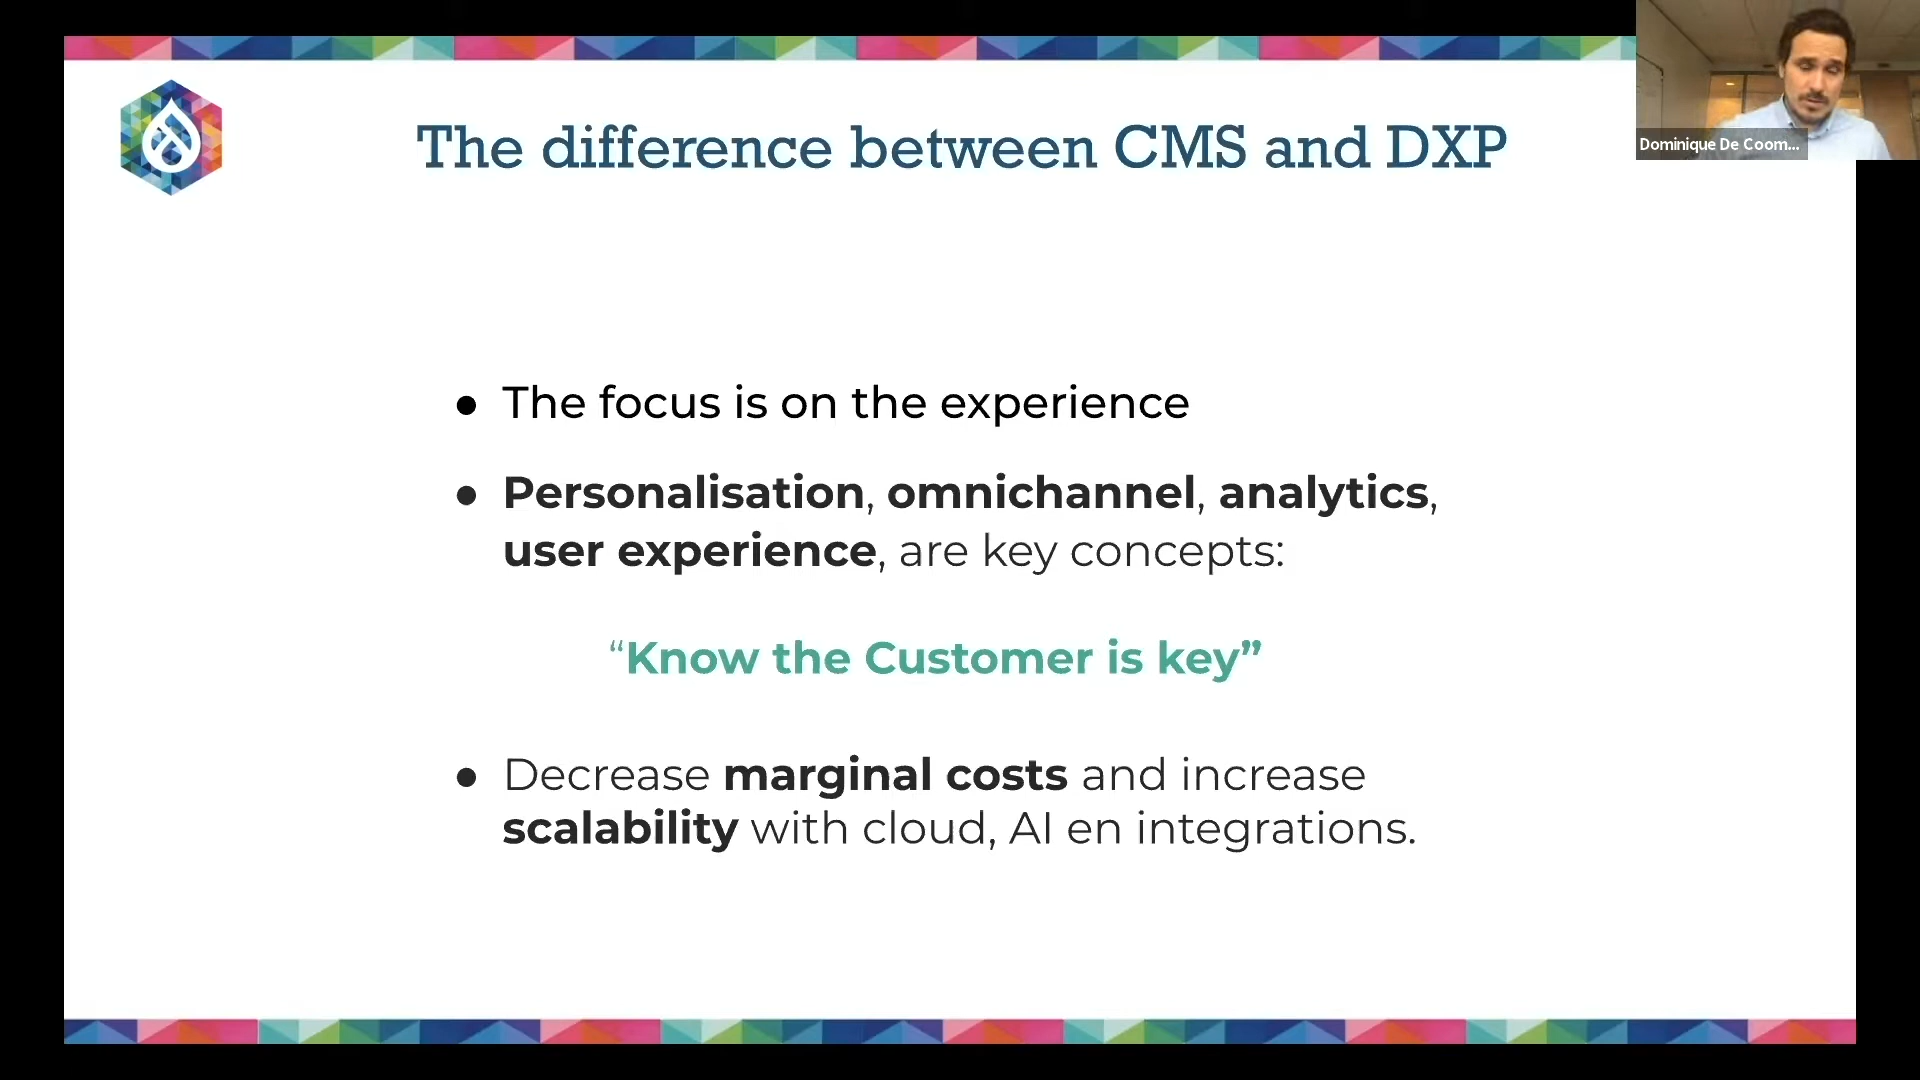 The difference between CMS and DXP
Dominique De Coom...
● The focus is on the experience
● Personalisation, omnichannel, analytics,
user experience, are key concepts:
“Know the Customer is key”
● Decrease marginal costs and increase
scalability with cloud, AI en integrations.